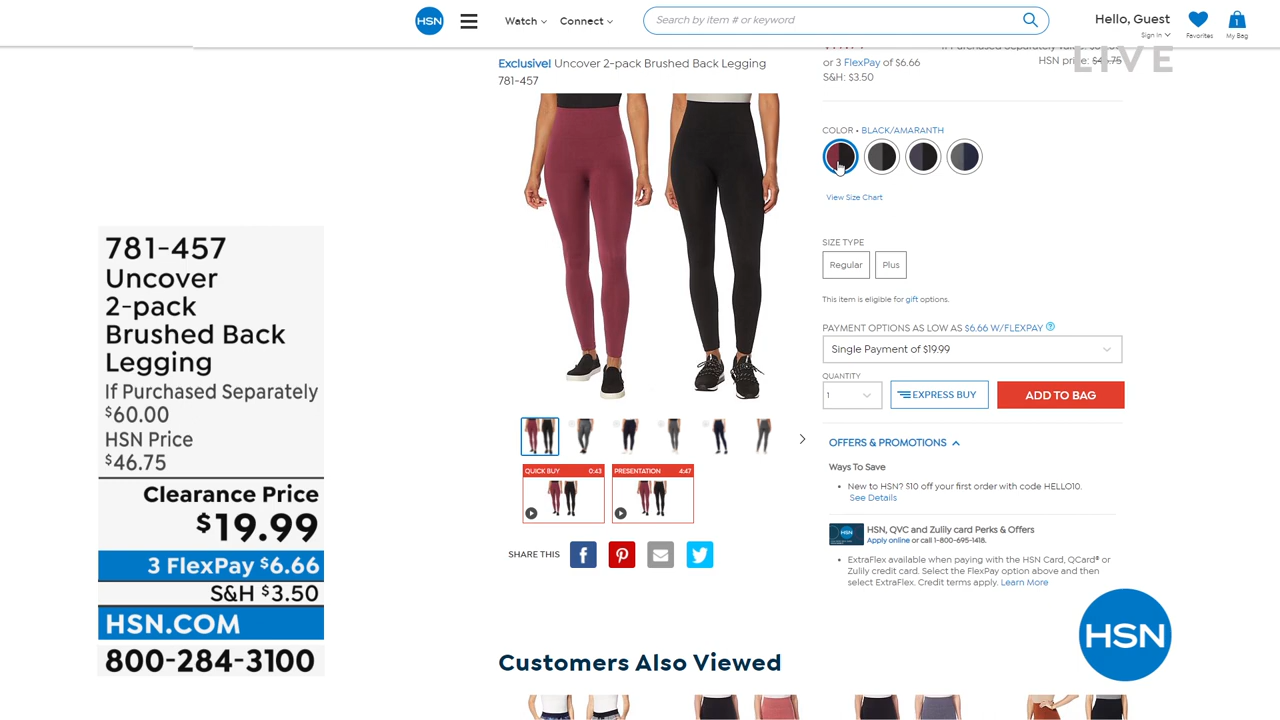 HSN
Watch
Connect
Search by item # or keyword
Hello, Guest
Sign in
Favorites
1
My Bag
LIVE
Exclusive! Uncover 2-pack Brushed Back Legging
781-457
If Purchased separately value:
or 3 FlexPay of $6.66
HSN price:
S&H: $3.50
COLOR • BLACK/AMARANTH
View Size Chart
SIZE TYPE
Regular
Plus
This item is eligible for gift options.
PAYMENT OPTIONS AS LOW AS $6.66 W/FLEXPAY ?
Single Payment of $19.99
QUANTITY
1
EXPRESS BUY
ADD TO BAG
OFFERS & PROMOTIONS
Ways To Save
• New to HSN? $10 off your first order with code HELLO10.
See Details
HSN, QVC and Zulily card Perks & Offers
Apply online or call 1-800-695-1418.
• ExtraFlex available when paying with the HSN Card, QCard® or
Zulily credit card. Select the FlexPay option above and then
select ExtraFlex. Credit terms apply. Learn More
QUICK BUY 0:43
PRESENTATION 4:47
SHARE THIS
781-457
Uncover
2-pack
Brushed Back
Legging
If Purchased Separately
$60.00
HSN Price
$46.75
Clearance Price
$19.99
3 FlexPay $6.66
S&H $3.50
HSN.COM
800-284-3100
Customers Also Viewed
HSN